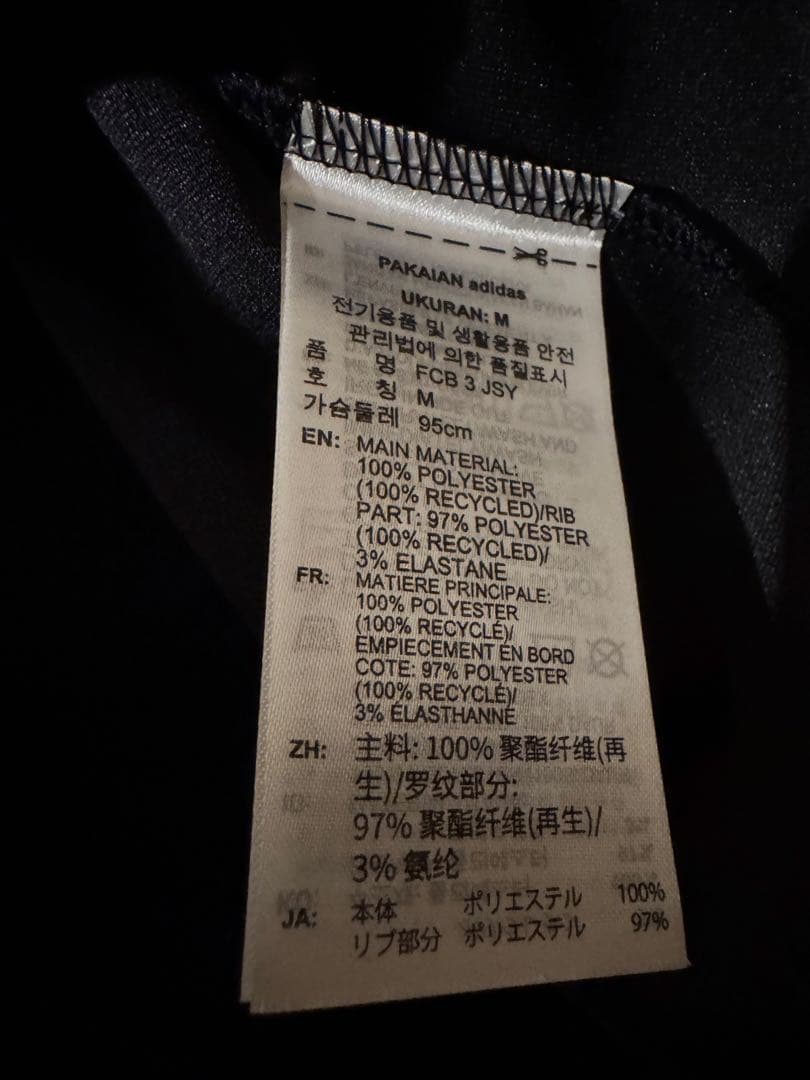 PAKAIAN adidas
UKURAN: M
전기용품 및 생활용품 안전
관리법에 의한 품질표시
품 명 FCB 3 JSY
호 칭 M
가슴둘레 95cm
EN: MAIN MATERIAL:
100% POLYESTER
(100% RECYCLED)/RIB
PART: 97% POLYESTER
(100% RECYCLED)/
3% ELASTANE
FR: MATIERE PRINCIPALE:
100% POLYESTER
(100% RECYCLÉ)/
EMPIECEMENT EN BORD
COTE: 97% POLYESTER
(100% RECYCLÉ)/
3% ÉLASTHANNE
ZH: 主料: 100% 聚酯纤维(再
生)/罗纹部分:
97% 聚酯纤维(再生)/
3% 氨纶
JA: 本体 ポリエステル 100%
リブ部分 ポリエステル 97%